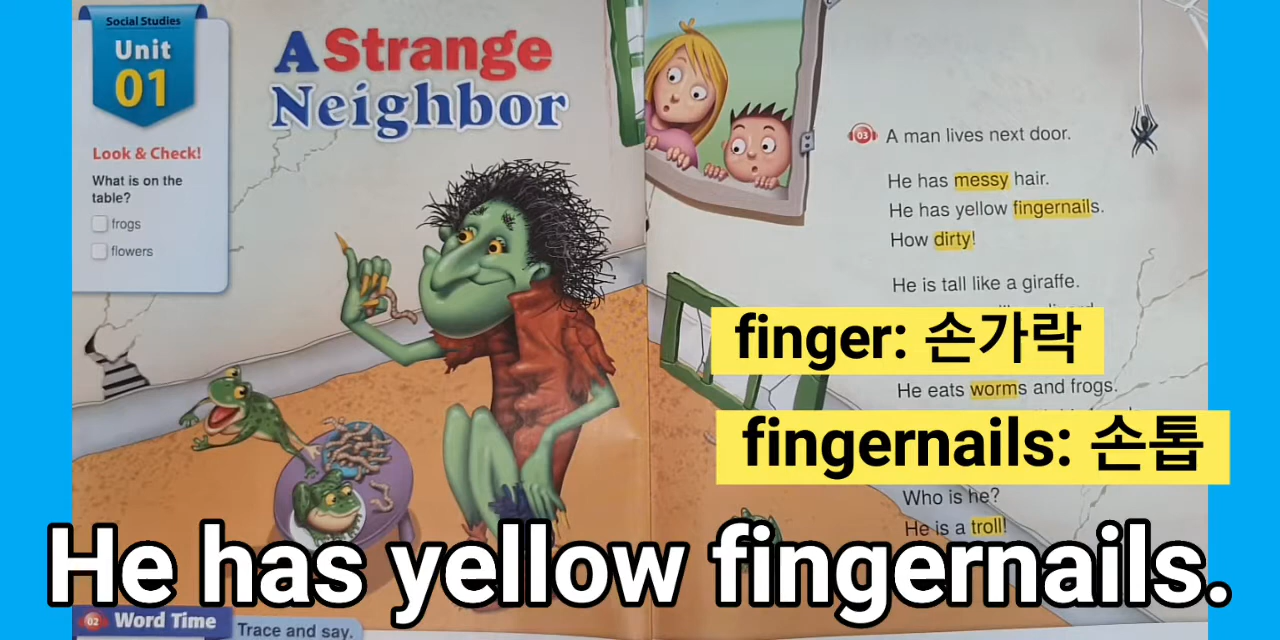 Social Studies
Unit
01
Look & Check!
What is on the
table?
frogs
flowers
A Strange
Neighbor
03 A man lives next door.
He has messy hair.
He has yellow fingernails.
How dirty!
He is tall like a giraffe.
finger: 손가락
He eats worms and frogs.
fingernails: 손톱
Who is he?
He is a troll!
He has yellow fingernails.
02 Word Time
Trace and say.